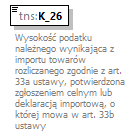 tns:K_26
Wysokość podatku
należnego wynikająca z
importu towarów
rozliczanego zgodnie z art.
33a ustawy, potwierdzona
zgłoszeniem celnym lub
deklaracją importową, o
której mowa w art. 33b
ustawy